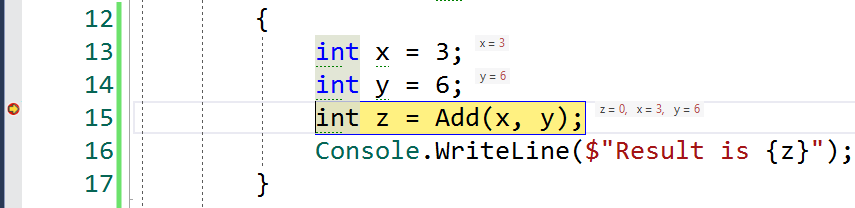 12 {
13 int x = 3; x = 3
14 int y = 6; y = 6
15 int z = Add(x, y); z = 0, x = 3, y = 6
16 Console.WriteLine($"Result is {z}");
17 }